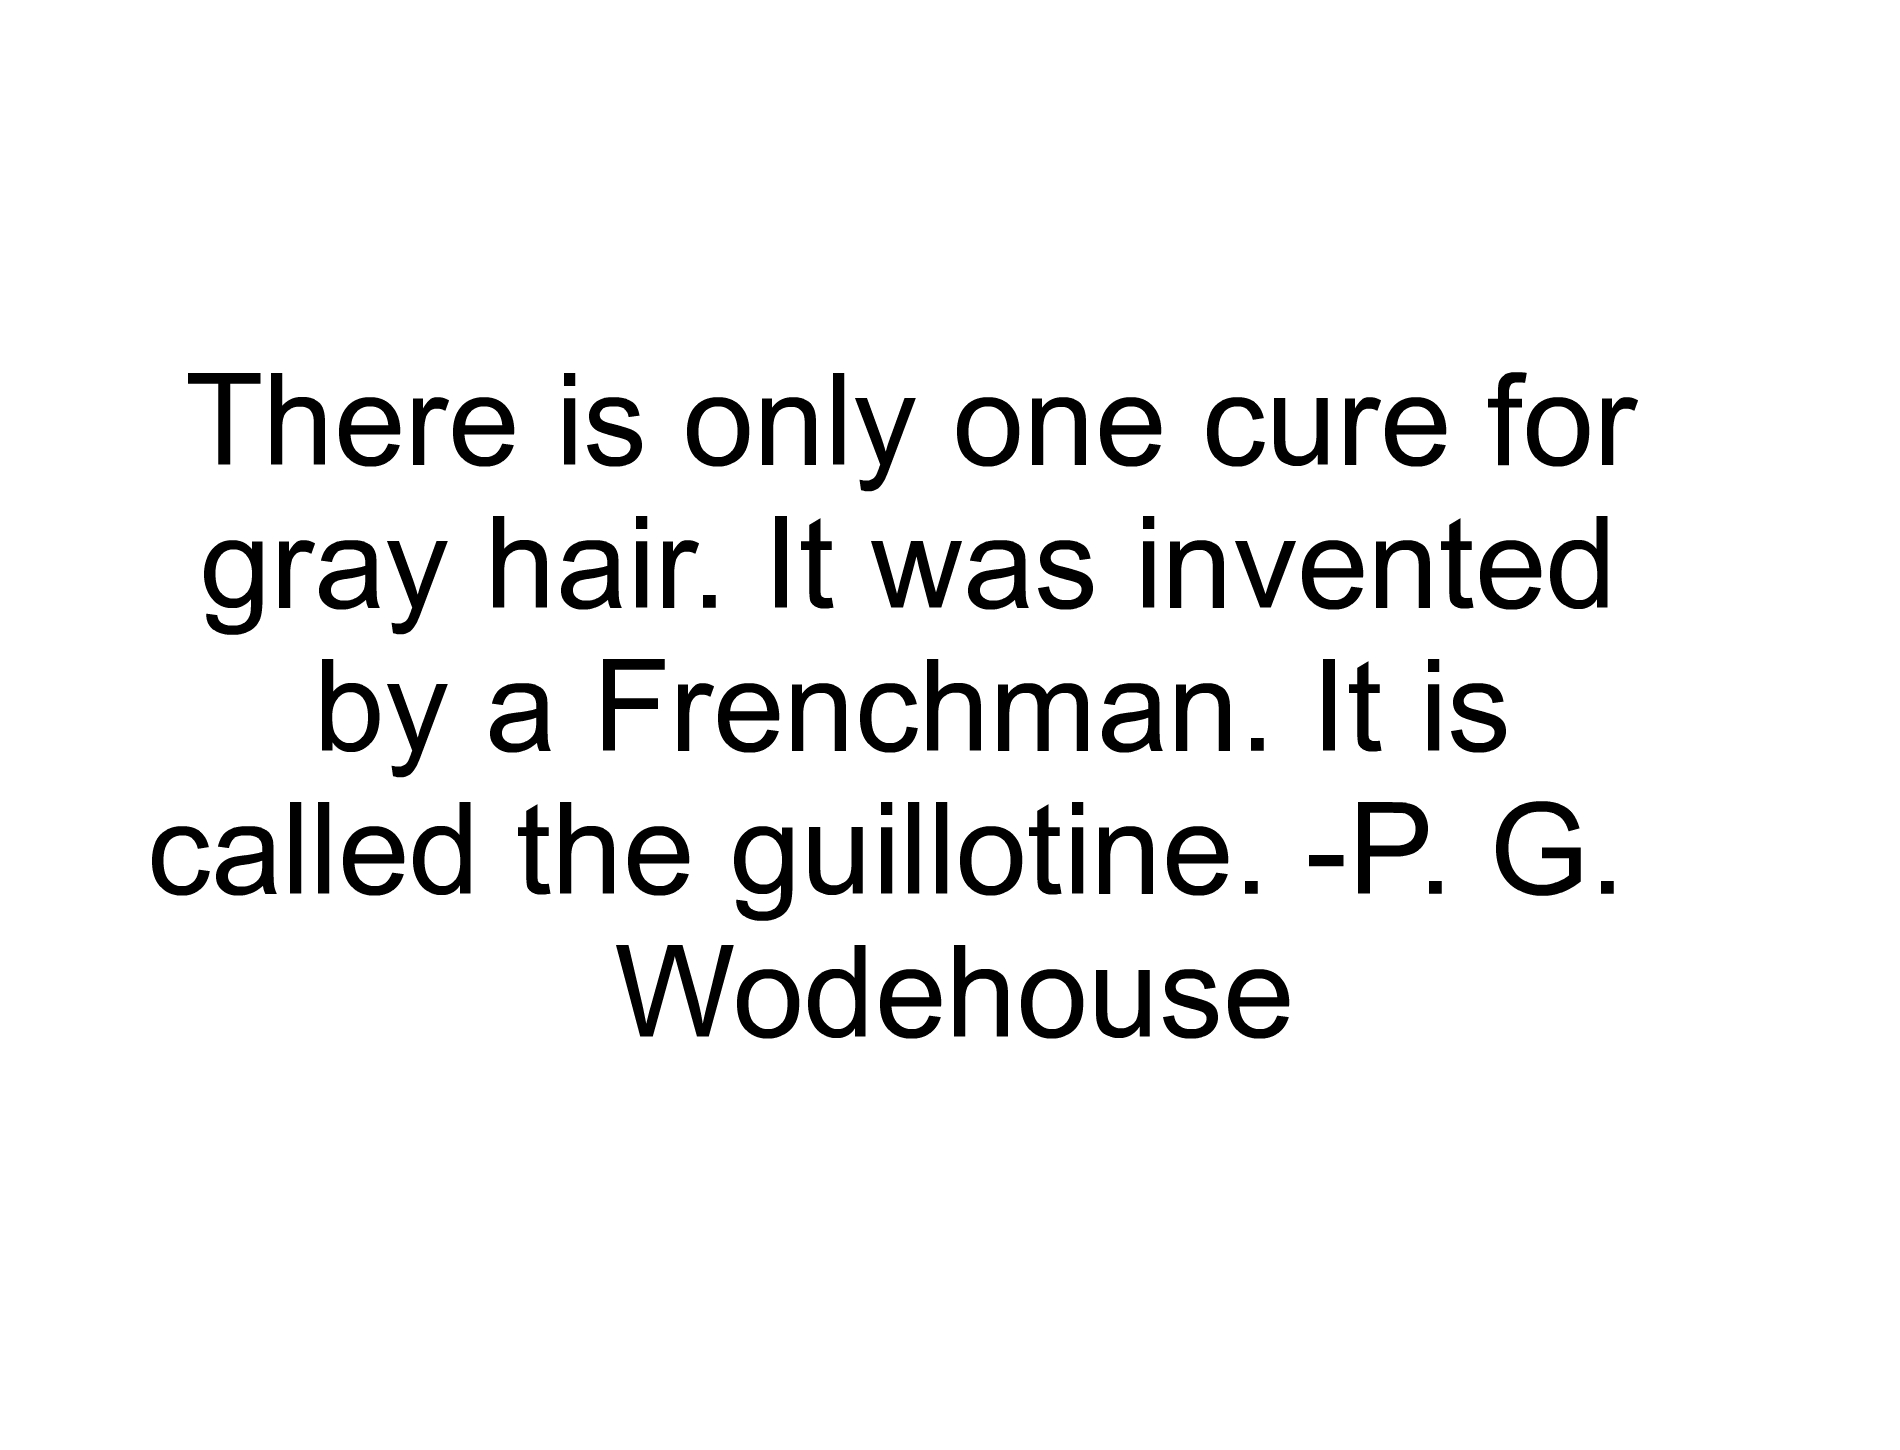 There is only one cure for
gray hair. It was invented
by a Frenchman. It is
called the guillotine. -P. G.
Wodehouse